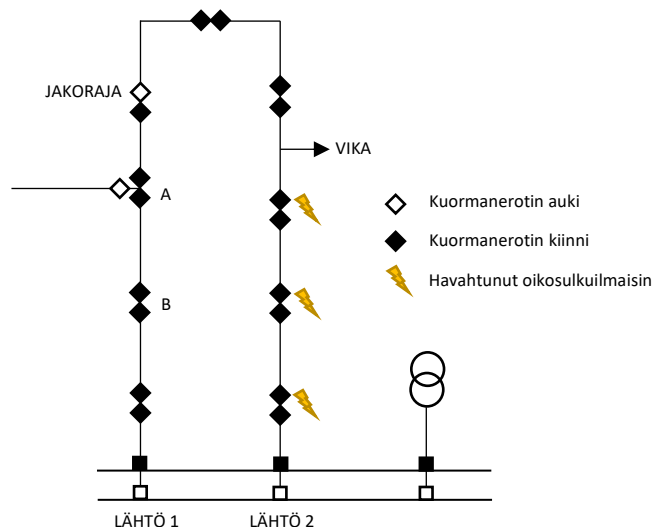 JAKORAJA
VIKA
A
Kuormanerotin auki
Kuormanerotin kiinni
B
Havahtunut oikosulkuilmaisin
LÄHTÖ 1
LÄHTÖ 2